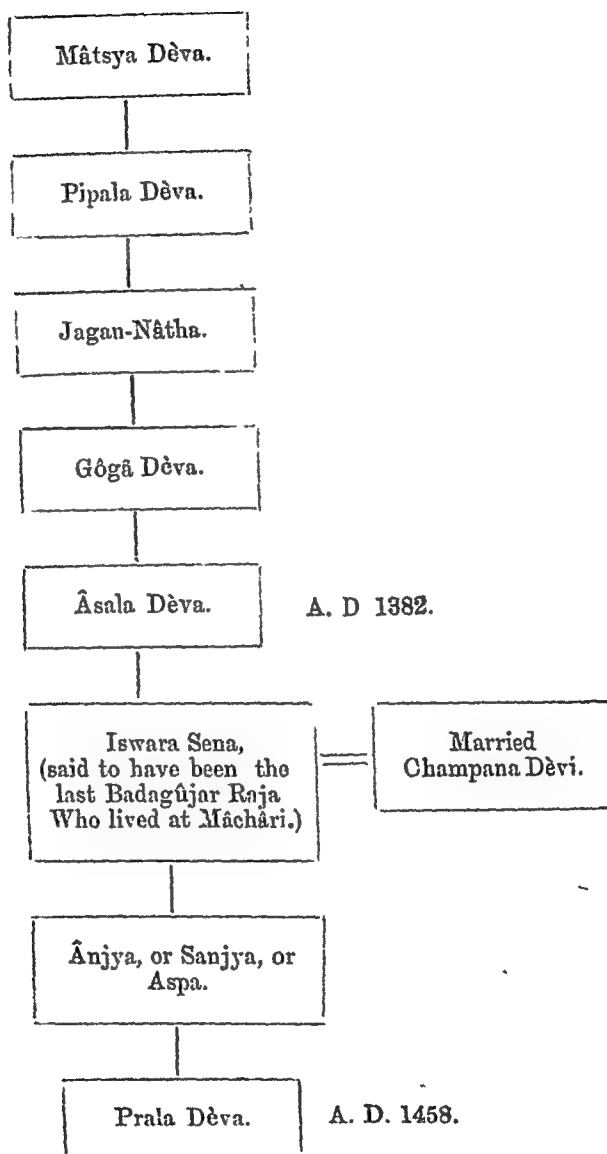 Mâtsya Dèva.
Pipala Dèva.
Jagan-Nâtha.
Gôgā Dèva.
Âsala Dèva. A. D 1382.
Iswara Sena,
(said to have been the
last Badagûjar Raja
Who lived at Mâchâri.)
Married
Champana Dèvi.
Ânjya, or Sanjya, or
Aspa.
Prala Dèva. A. D. 1458.